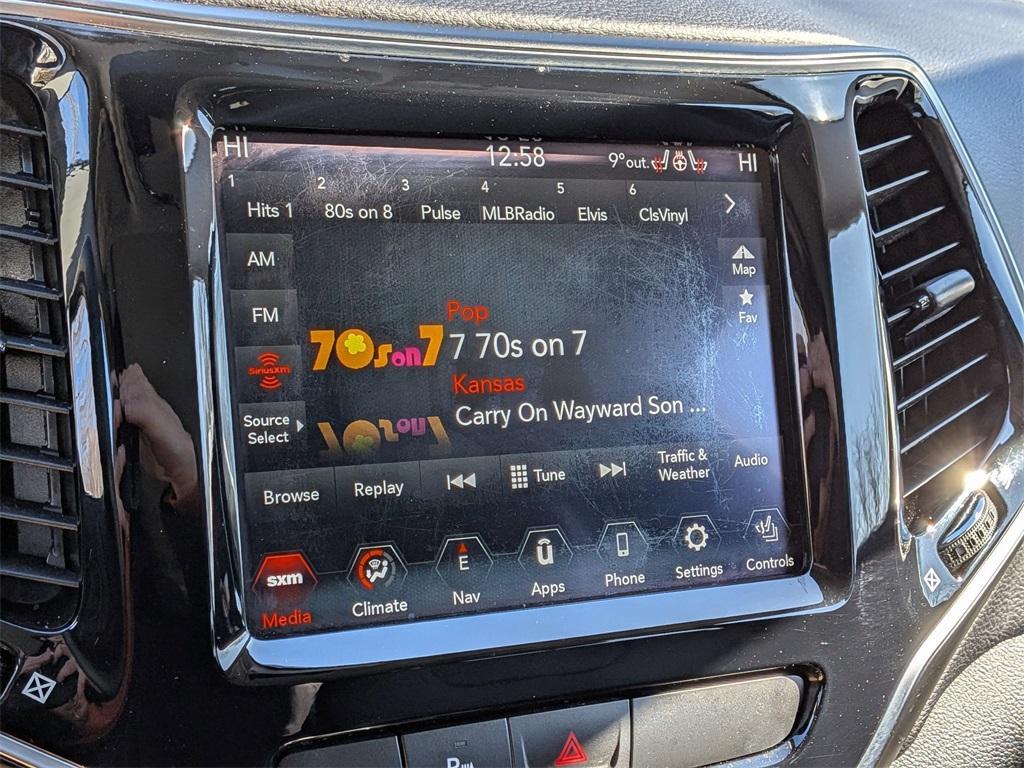 HI 12:58 9°out. HI
1 2 3 4 5 6
Hits 1 80s on 8 Pulse MLBRadio Elvis ClsVinyl
AM
Map
FM
Fav
Pop
70s on 7 7 70s on 7
SiriusXM
Kansas
Carry On Wayward Son ...
Source
Select
Browse Replay Tune Traffic &
Weather Audio
sxm
Media Climate E
Nav ū
Apps Phone Settings Controls
P